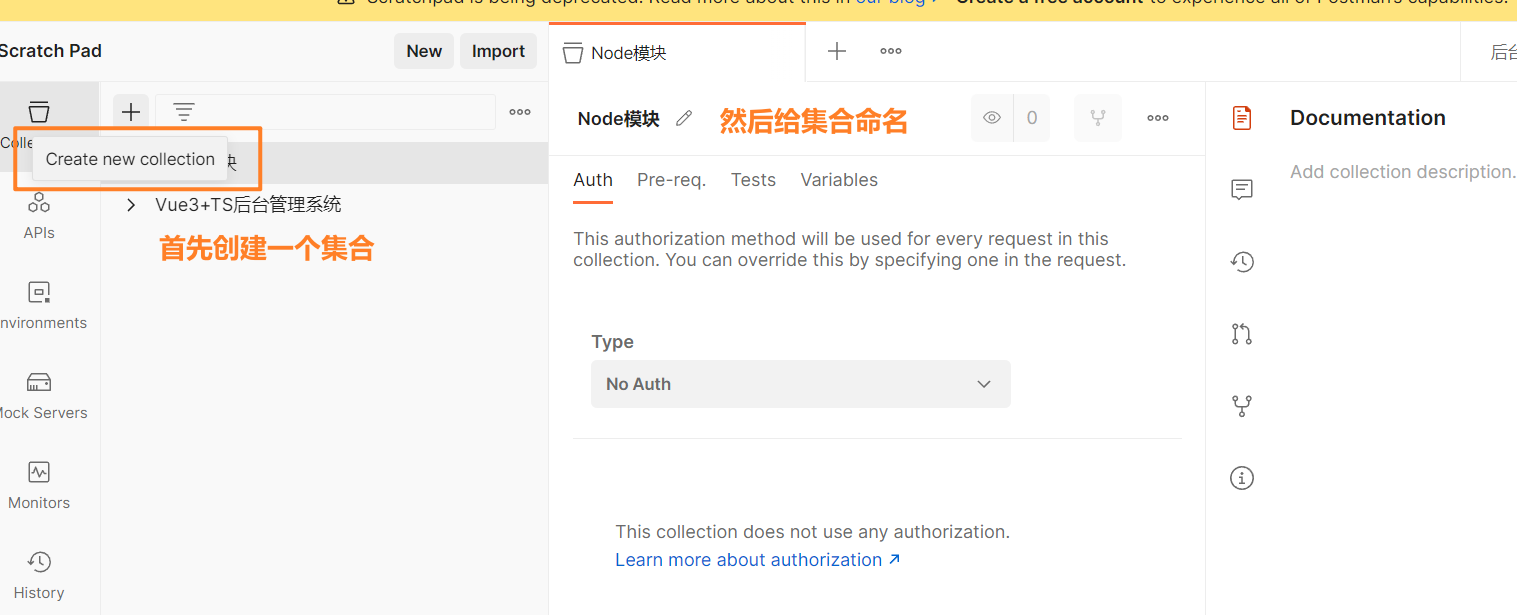 Scratchpad is being deprecated. Read more about this in our blog Create a free account to experience all of Postman's capabilities.
Scratch Pad
New
Import
Node模块
后台
Node模块
然后给集合命名
0
Documentation
Create new collection
块
Auth
Pre-req.
Tests
Variables
Add collection description.
Vue3+TS后台管理系统
首先创建一个集合
APIs
This authorization method will be used for every request in this
collection. You can override this by specifying one in the request.
nvironments
Type
No Auth
Mock Servers
Monitors
This collection does not use any authorization.
Learn more about authorization ↗
History